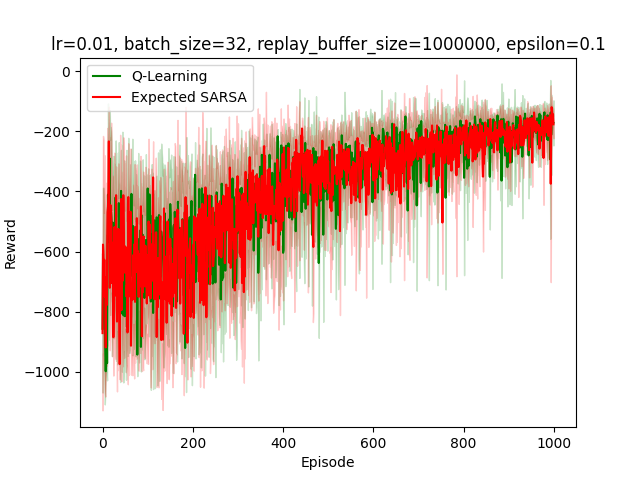 lr=0.01, batch_size=32, replay_buffer_size=1000000, epsilon=0.1
Q-Learning
Expected SARSA
0
−200
−400
−600
−800
−1000
Reward
0 200 400 600 800 1000
Episode